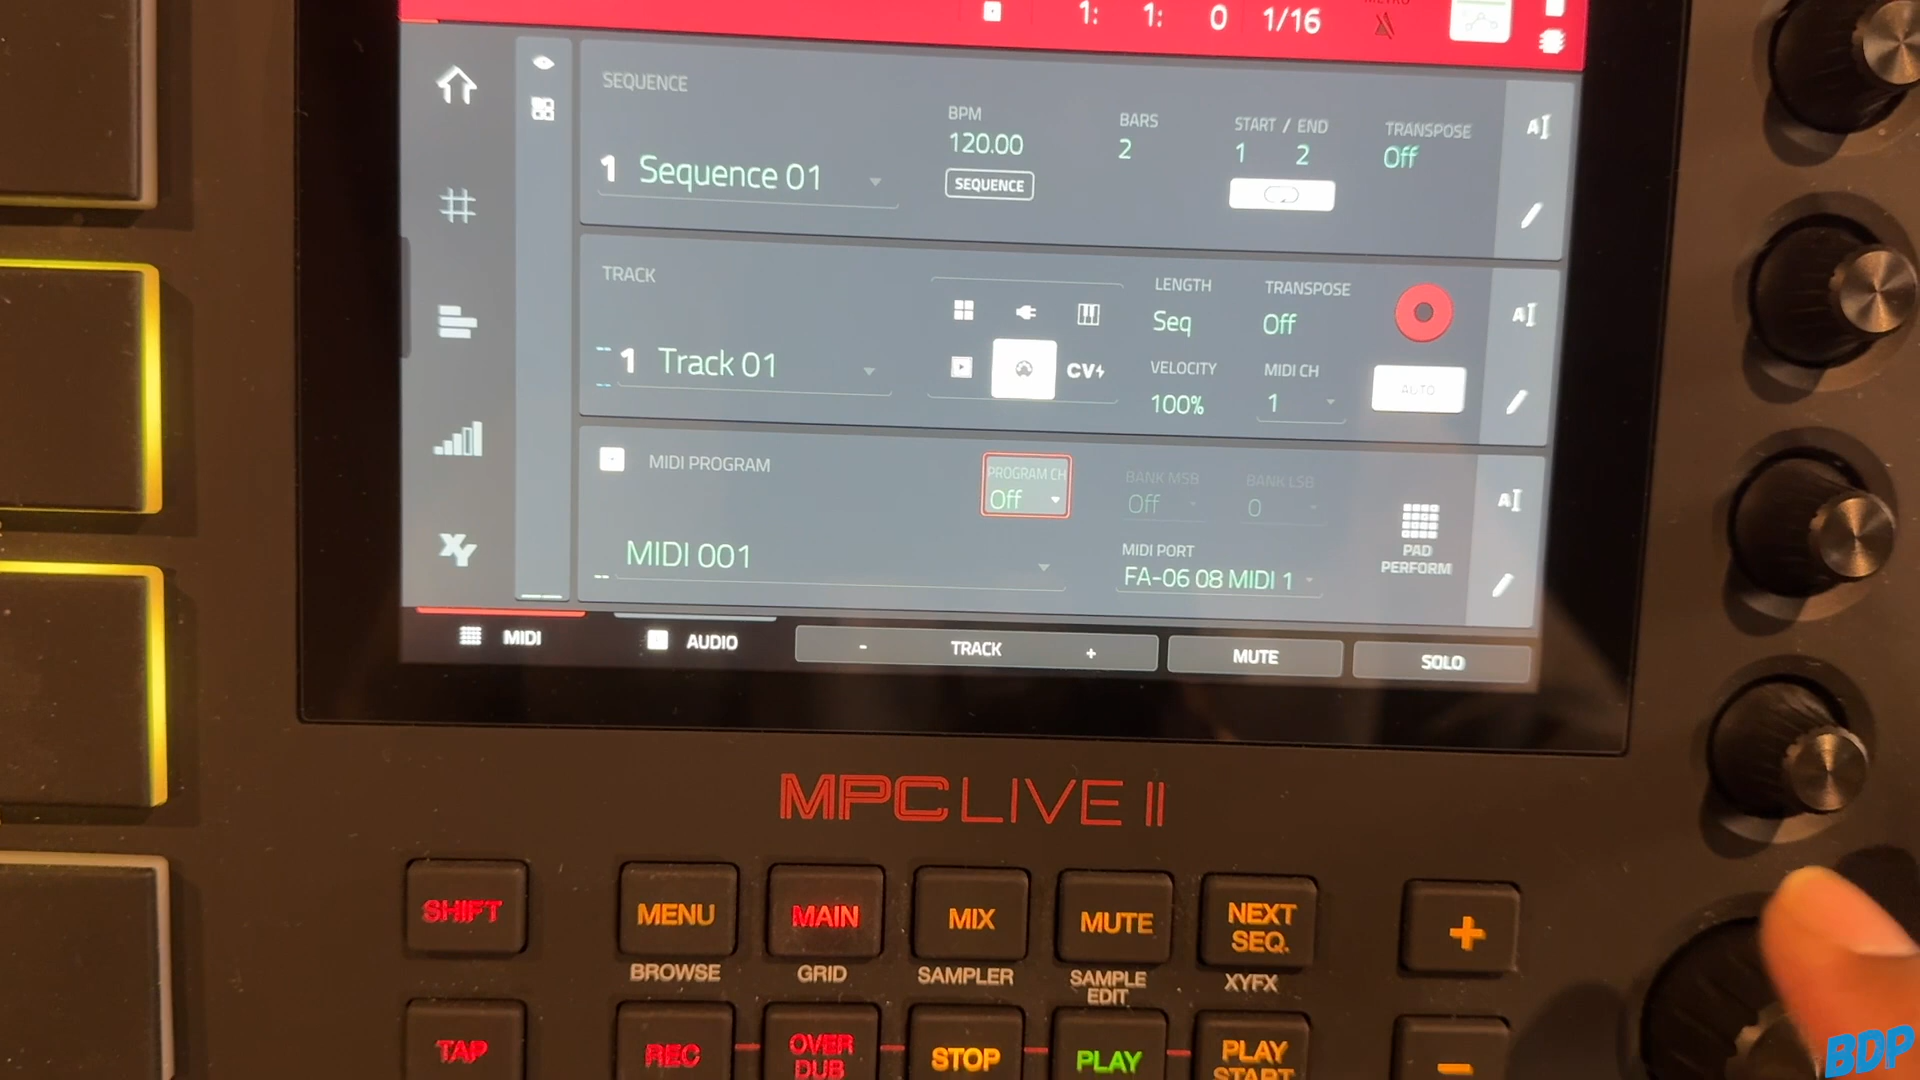 1: 1: 0 1/16
METRO
SEQUENCE
1 Sequence 01
BPM
120.00
SEQUENCE
BARS
2
START / END
1 2
TRANSPOSE
Off
TRACK
1 Track 01
CV
LENGTH
Seq
TRANSPOSE
Off
VELOCITY
100%
MIDI CH
1
AUTO
MIDI PROGRAM
MIDI 001
PROGRAM CH
Off
BANK MSB
Off
BANK LSB
0
MIDI PORT
FA-06 08 MIDI 1
PAD
PERFORM
XY
MIDI
AUDIO
- TRACK +
MUTE
SOLO
MPC LIVE II
SHIFT
MENU
MAIN
MIX
MUTE
NEXT
SEQ.
+
BROWSE
GRID
SAMPLER
SAMPLE
EDIT
XYFX
TAP
REC
OVER
DUB
STOP
PLAY
PLAY
START
-
BDP